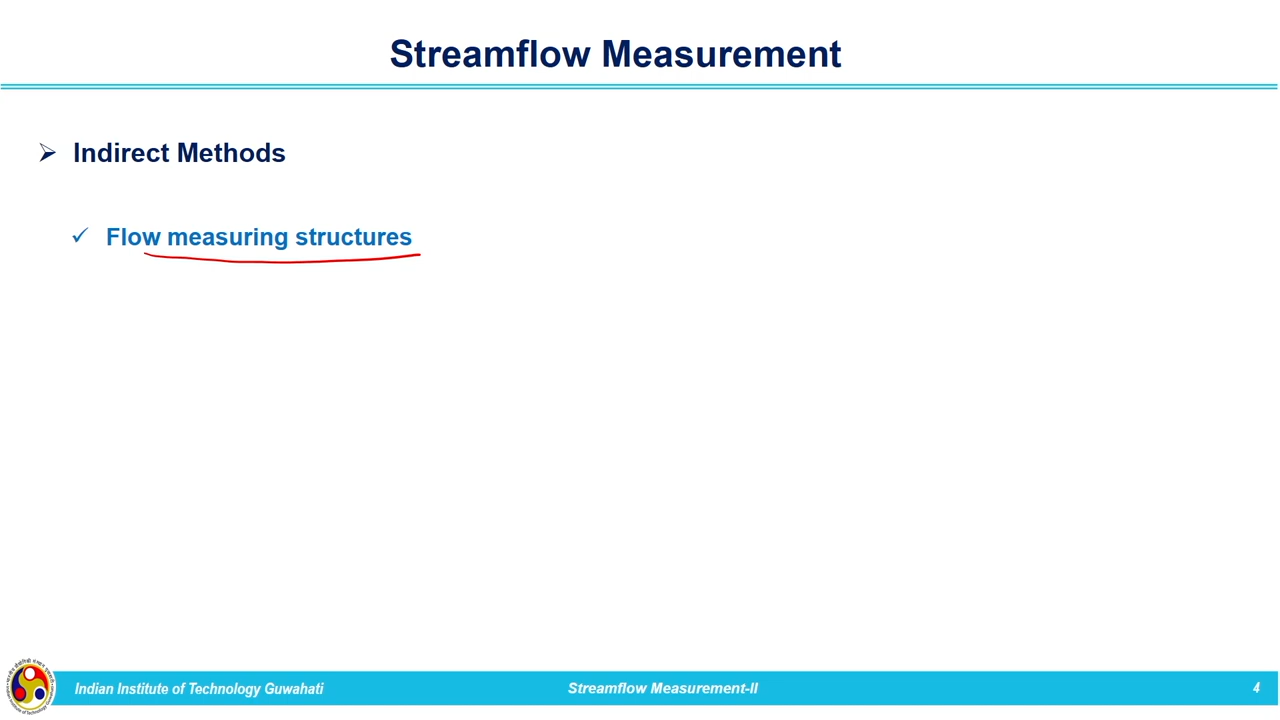 Streamflow Measurement
Indirect Methods
Flow measuring structures
Indian Institute of Technology Guwahati
Streamflow Measurement-II
4